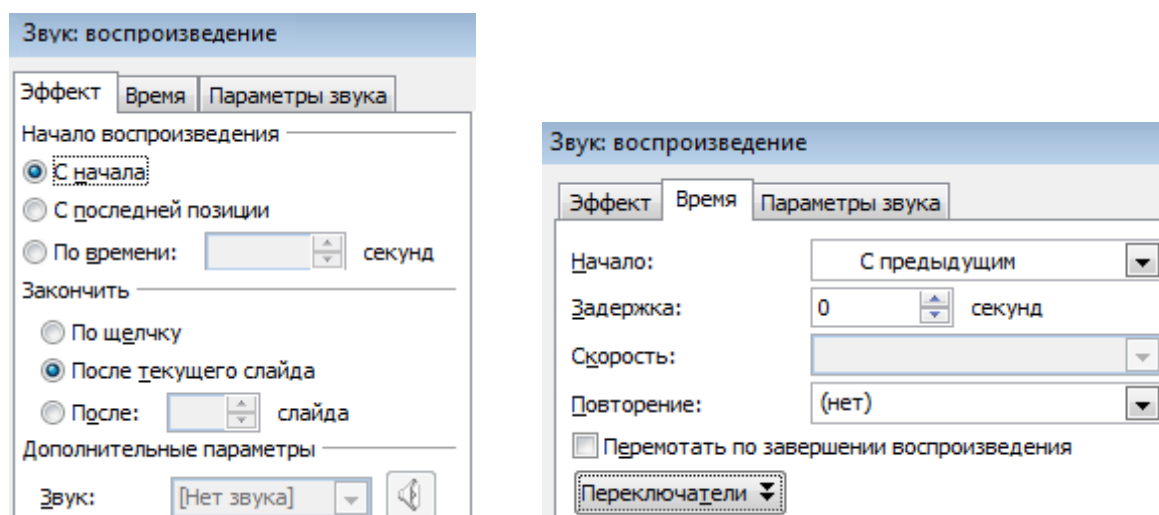 Звук: воспроизведение
Эффект Время Параметры звука
Начало воспроизведения
С начала
С последней позиции
По времени: секунд
Закончить
По щелчку
После текущего слайда
После: слайда
Дополнительные параметры
Звук: [Нет звука]
Звук: воспроизведение
Эффект Время Параметры звука
Начало: С предыдущим
Задержка: 0 секунд
Скорость:
Повторение: (нет)
Перемотать по завершении воспроизведения
Переключатели